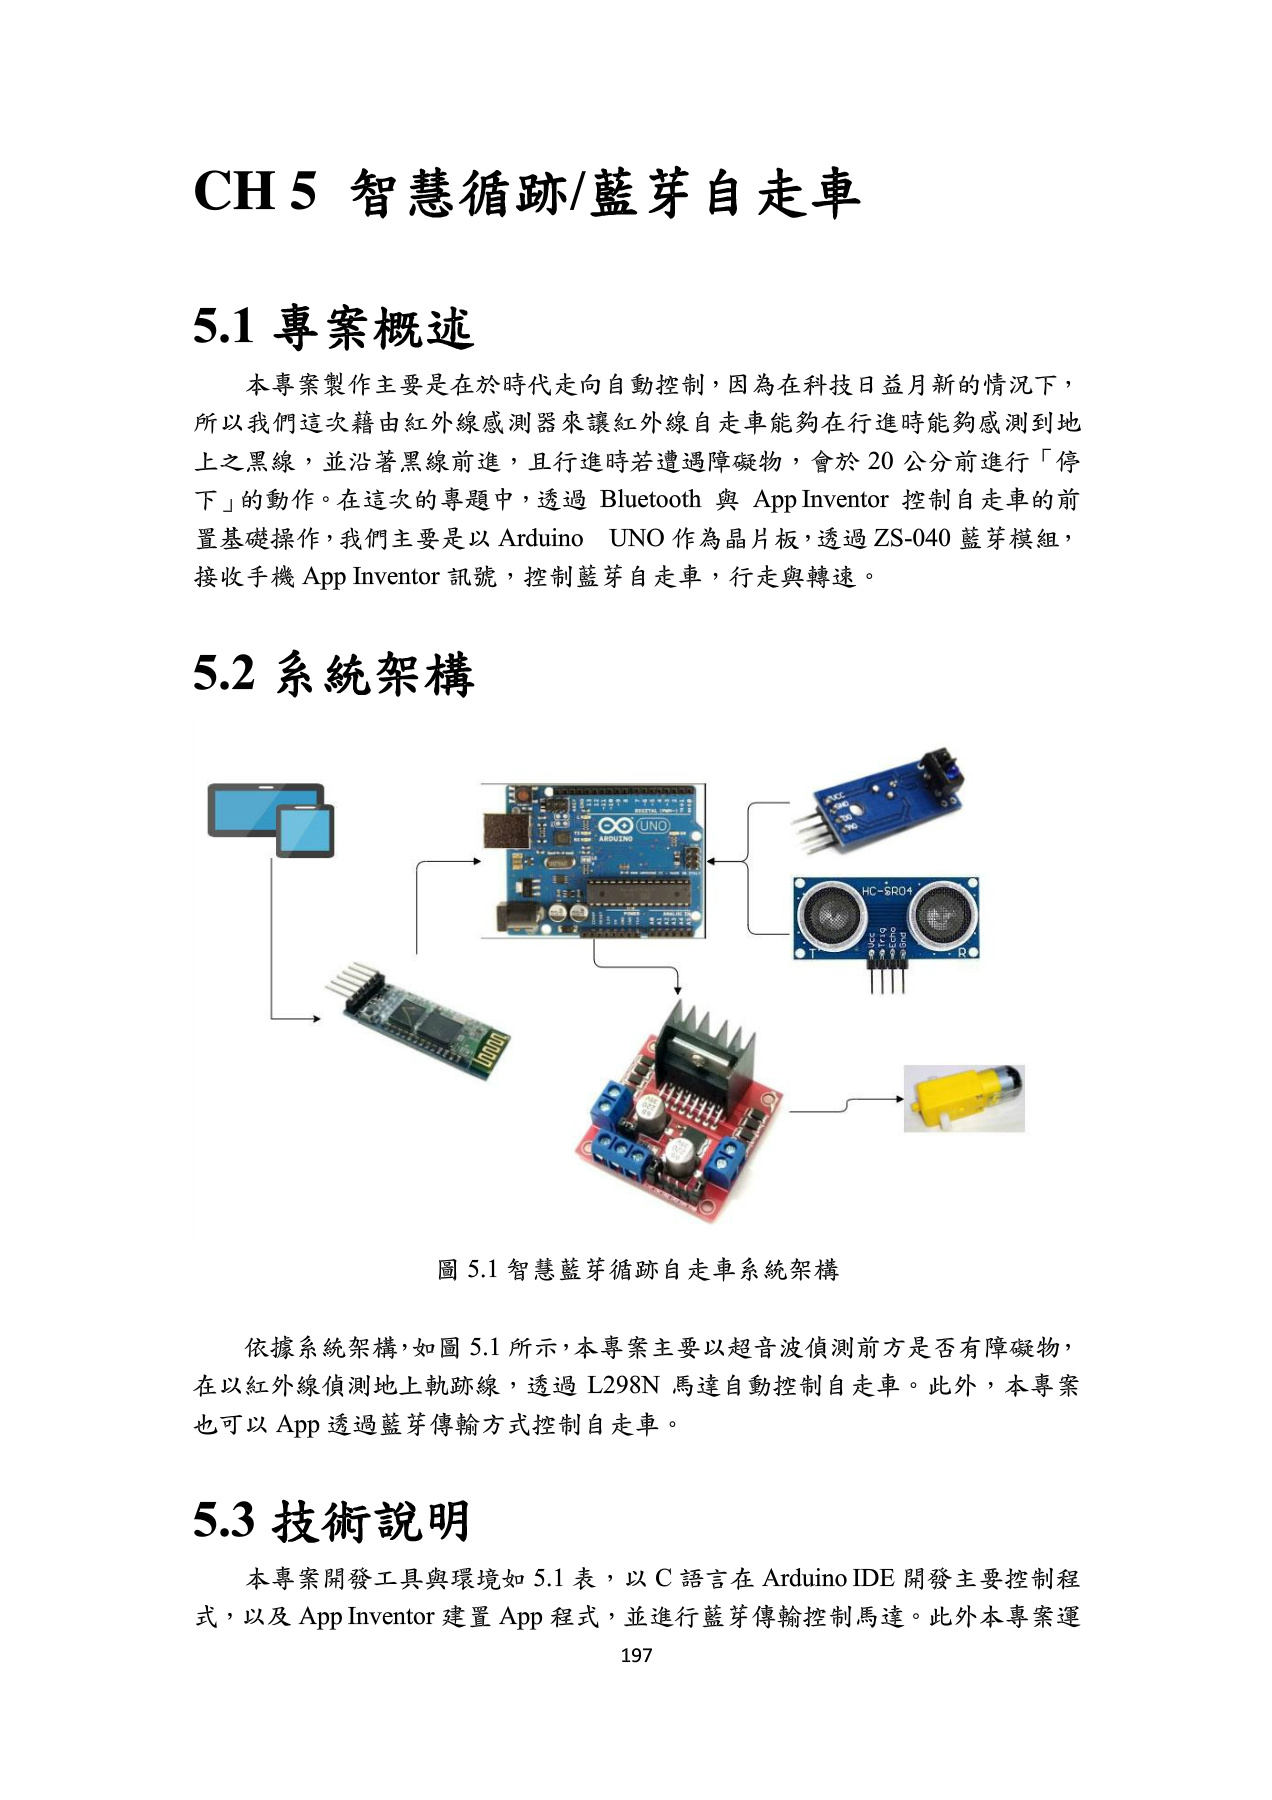 CH 5 智慧循跡/藍芽自走車
5.1 專案概述
本專案製作主要是在於時代走向自動控制，因為在科技日益月新的情況下，
所以我們這次藉由紅外線感測器來讓紅外線自走車能夠在行進時能夠感測到地
上之黑線，並沿著黑線前進，且行進時若遭遇障礙物，會於 20 公分前進行「停
下」的動作。在這次的專題中，透過 Bluetooth 與 App Inventor 控制自走車的前
置基礎操作，我們主要是以 Arduino UNO 作為晶片板，透過 ZS-040 藍芽模組，
接收手機 App Inventor 訊號，控制藍芽自走車，行走與轉速。
5.2 系統架構
VCC
GND
DO
AO
UNO
ARDUINO
HC-SR04
Vcc
Trig
Echo
Gnd
T
R
圖 5.1 智慧藍芽循跡自走車系統架構
依據系統架構，如圖 5.1 所示，本專案主要以超音波偵測前方是否有障礙物，
在以紅外線偵測地上軌跡線，透過 L298N 馬達自動控制自走車。此外，本專案
也可以 App 透過藍芽傳輸方式控制自走車。
5.3 技術說明
本專案開發工具與環境如 5.1 表，以 C 語言在 Arduino IDE 開發主要控制程
式，以及 App Inventor 建置 App 程式，並進行藍芽傳輸控制馬達。此外本專案運
197